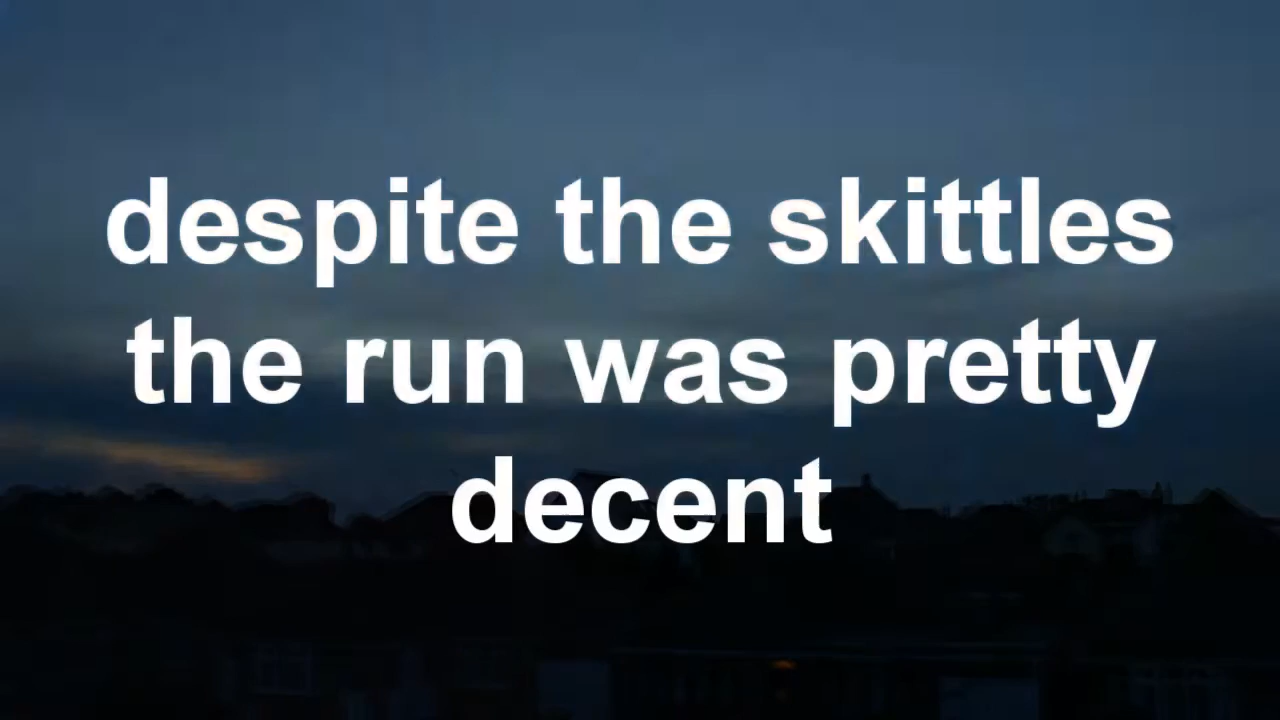 despite the skittles
the run was pretty
decent